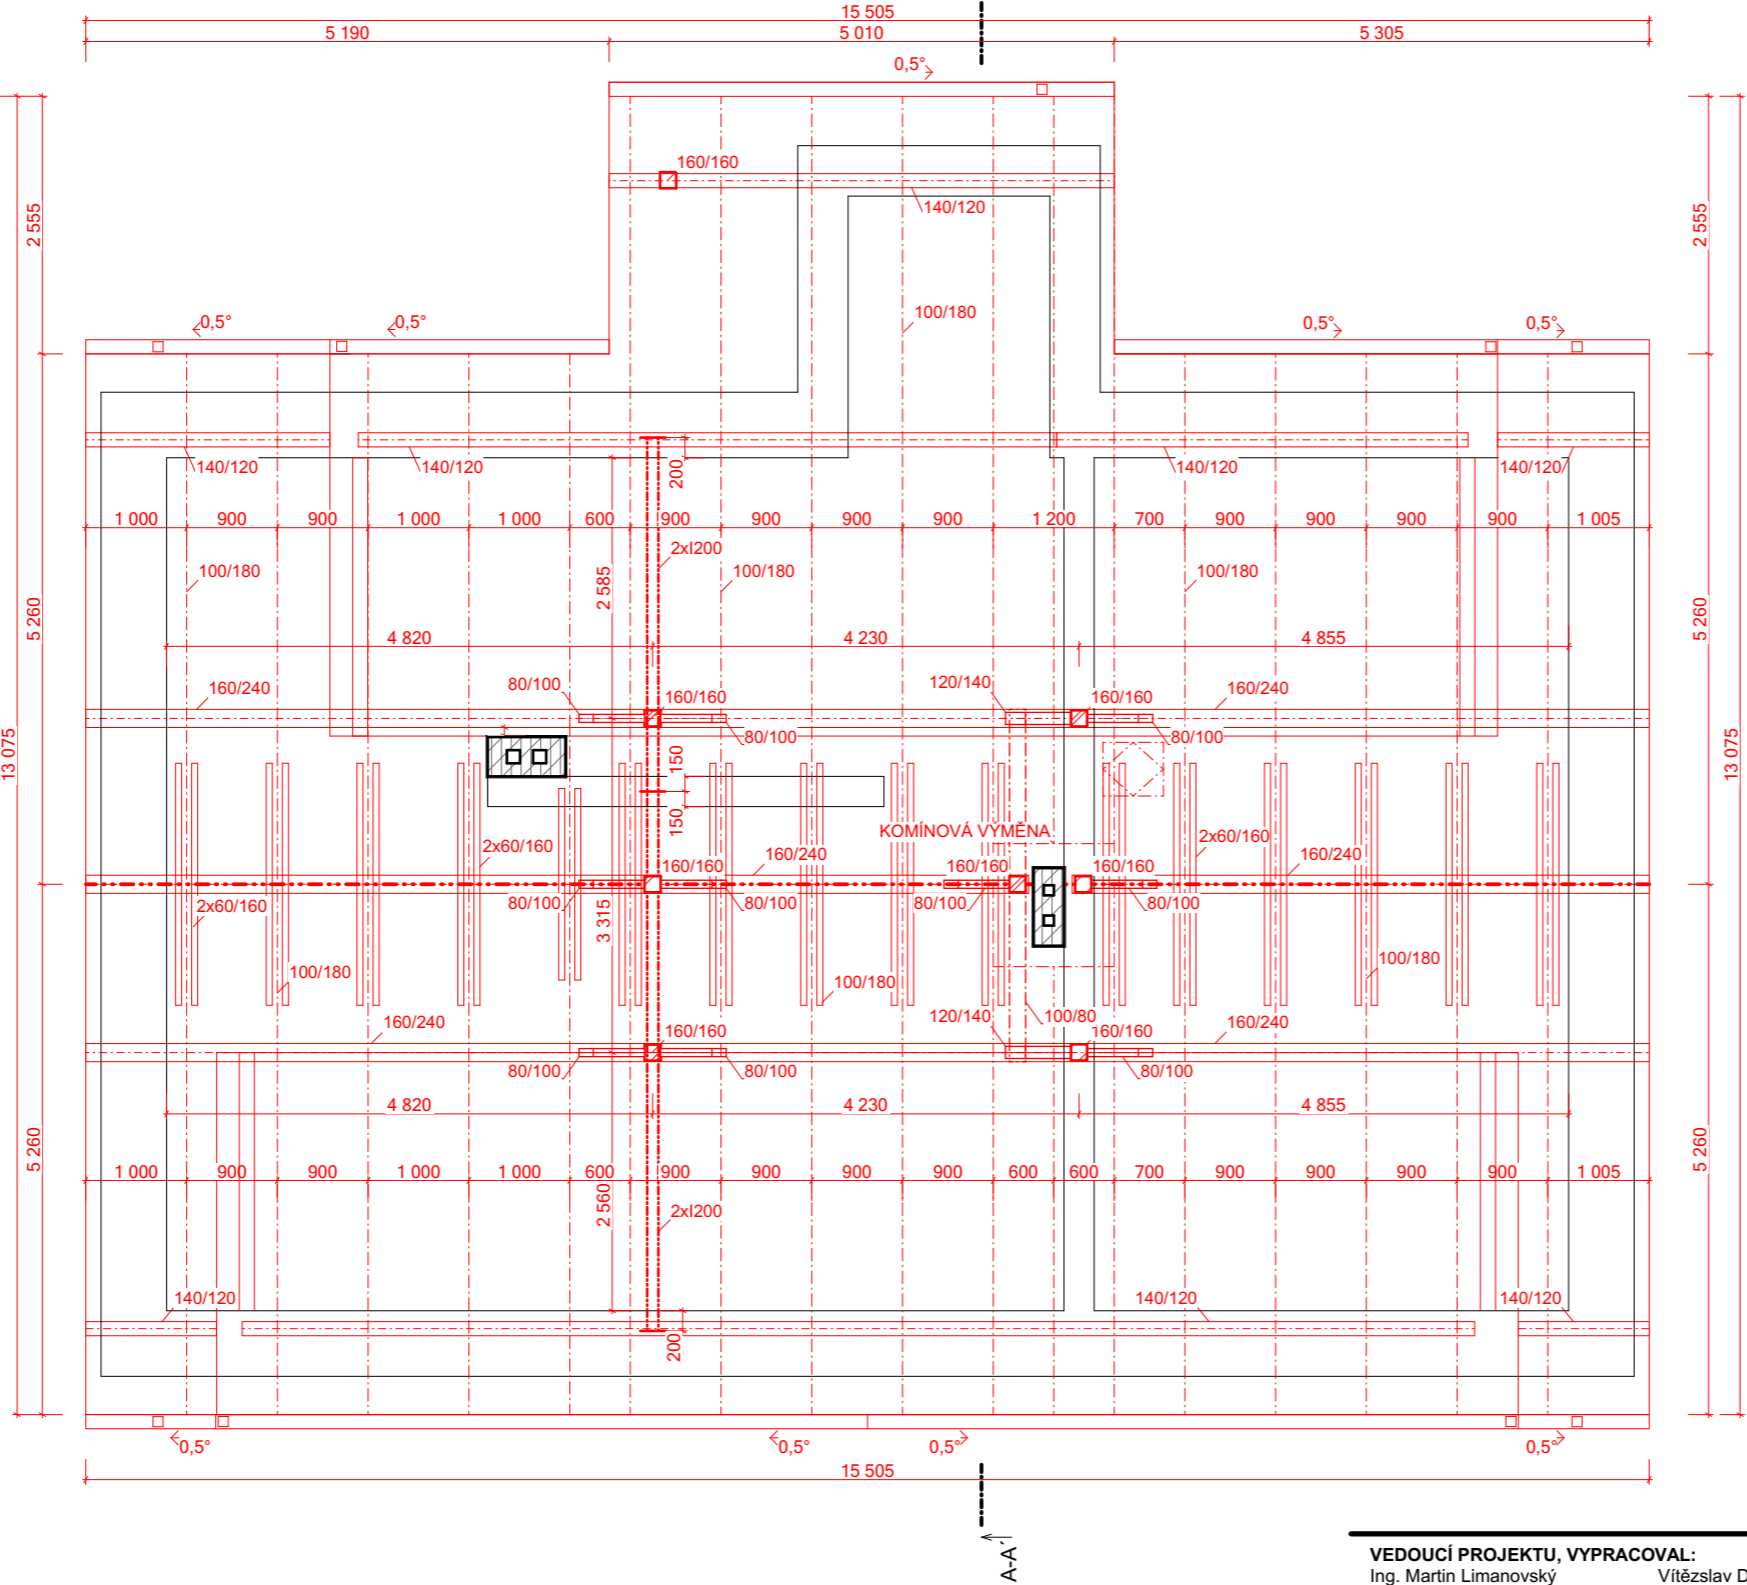 15 505
5 190 5 010 5 305
0,5°
160/160
140/120
2 555 2 555
100/180
0,5° 0,5° 0,5° 0,5°
140/120 140/120 200 140/120 140/120
1 000 900 900 1 000 1 000 600 900 900 900 900 1 200 700 900 900 900 900 1 005
2xI200
100/180 100/180 100/180
2 585
5 260 5 260
4 820 4 230 4 855
80/100 120/140
160/240 160/160 160/160 160/240
80/100 80/100
13 075 150 13 075
150
KOMÍNOVÁ VÝMĚNA
2x60/160 2x60/160
160/240 160/240
160/160 160/160 160/160
80/100 80/100 80/100 80/100
2x60/160
3 315
100/180 100/180 100/180
120/140 100/80
160/240 160/160 160/160 160/240
80/100 80/100 80/100
4 820 4 230 4 855
5 260 5 260
1 000 900 900 1 000 1 000 600 900 900 900 900 600 600 700 900 900 900 900 1 005
2 560
2xI200
140/120 140/120 140/120
200
0,5° 0,5° 0,5° 0,5°
15 505
A-A´
VEDOUCÍ PROJEKTU, VYPRACOVAL:
Ing. Martin Limanovský Vítězslav D